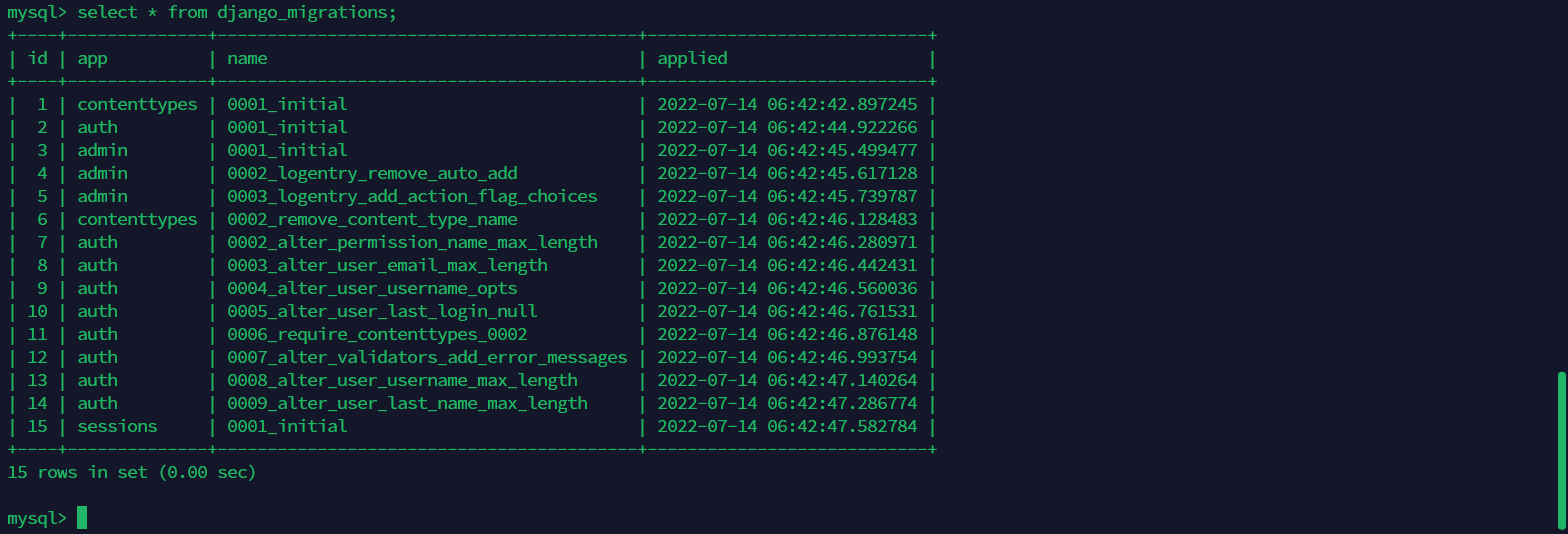 mysql> select * from django_migrations;
+----+--------------+------------------------------------------+----------------------------+
| id | app          | name                                     | applied                    |
+----+--------------+------------------------------------------+----------------------------+
|  1 | contenttypes | 0001_initial                             | 2022-07-14 06:42:42.897245 |
|  2 | auth         | 0001_initial                             | 2022-07-14 06:42:44.922266 |
|  3 | admin        | 0001_initial                             | 2022-07-14 06:42:45.499477 |
|  4 | admin        | 0002_logentry_remove_auto_add            | 2022-07-14 06:42:45.617128 |
|  5 | admin        | 0003_logentry_add_action_flag_choices    | 2022-07-14 06:42:45.739787 |
|  6 | contenttypes | 0002_remove_content_type_name            | 2022-07-14 06:42:46.128483 |
|  7 | auth         | 0002_alter_permission_name_max_length    | 2022-07-14 06:42:46.280971 |
|  8 | auth         | 0003_alter_user_email_max_length         | 2022-07-14 06:42:46.442431 |
|  9 | auth         | 0004_alter_user_username_opts            | 2022-07-14 06:42:46.560036 |
| 10 | auth         | 0005_alter_user_last_login_null          | 2022-07-14 06:42:46.761531 |
| 11 | auth         | 0006_require_contenttypes_0002           | 2022-07-14 06:42:46.876148 |
| 12 | auth         | 0007_alter_validators_add_error_messages | 2022-07-14 06:42:46.993754 |
| 13 | auth         | 0008_alter_user_username_max_length      | 2022-07-14 06:42:47.140264 |
| 14 | auth         | 0009_alter_user_last_name_max_length     | 2022-07-14 06:42:47.286774 |
| 15 | sessions     | 0001_initial                             | 2022-07-14 06:42:47.582784 |
+----+--------------+------------------------------------------+----------------------------+
15 rows in set (0.00 sec)
mysql>